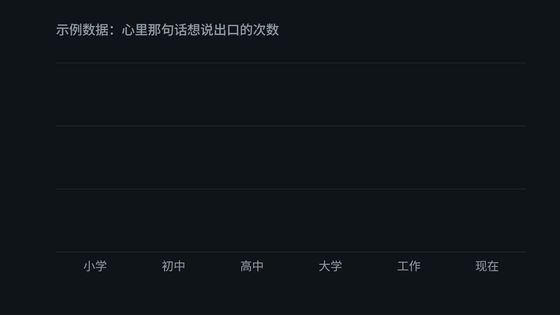 示例数据：心里那句话想说出口的次数
小学 初中 高中 大学 工作 现在